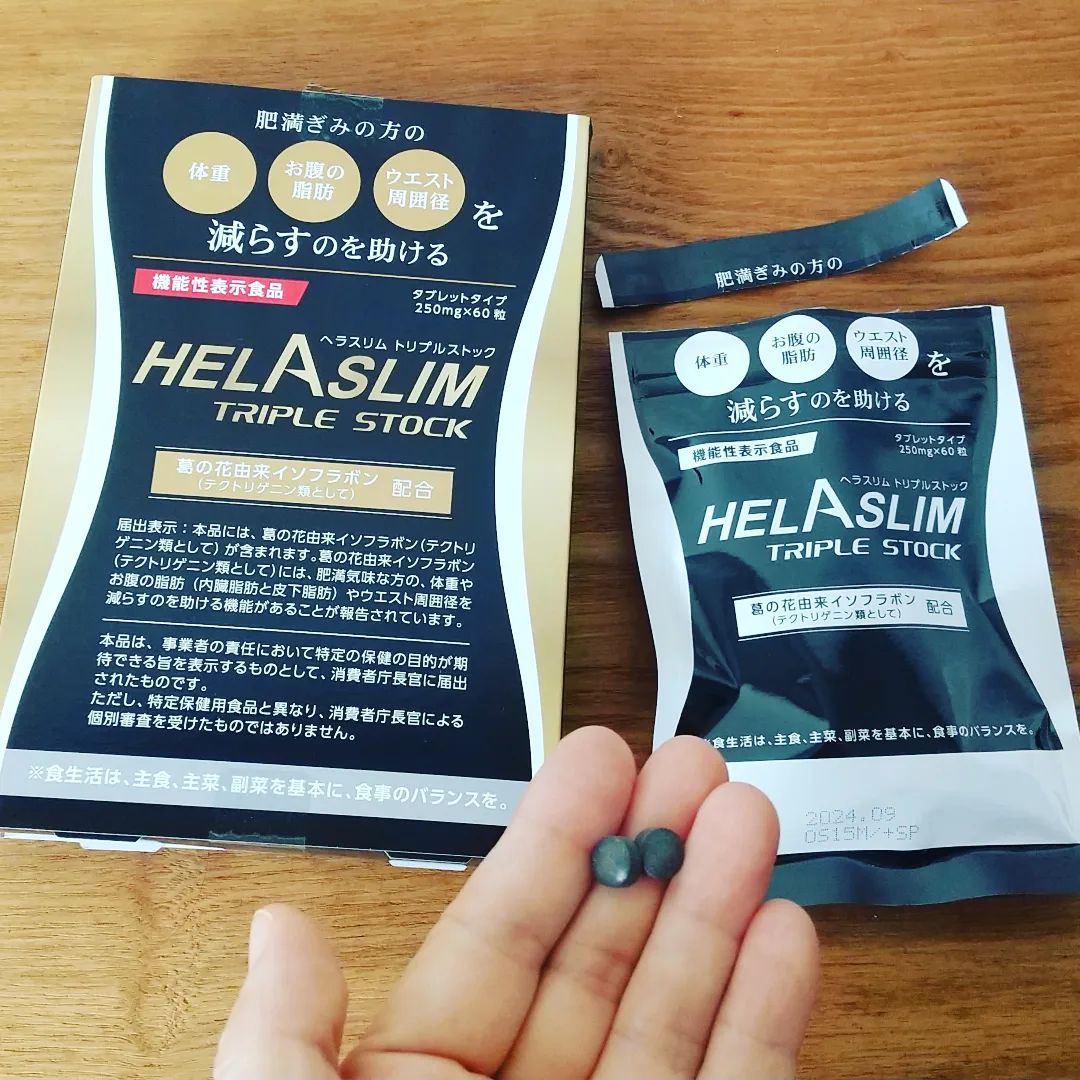 肥満ぎみの方の
体重
お腹の
脂肪
ウエスト
周囲径
を
減らすのを助ける
機能性表示食品
タブレットタイプ
250mg×60粒
ヘラスリム トリプルストック
HELASLIM
TRIPLE STOCK
葛の花由来イソフラボン
(テクトリゲニン類として)
配合
届出表示：本品には、葛の花由来イソフラボン(テクトリ
ゲニン類として)が含まれます。葛の花由来イソフラボン
(テクトリゲニン類として)には、肥満気味な方の、体重や
お腹の脂肪(内臓脂肪と皮下脂肪)やウエスト周囲径を
減らすのを助ける機能があることが報告されています。
本品は、事業者の責任において特定の保健の目的が期
待できる旨を表示するものとして、消費者庁長官に届出
されたものです。
ただし、特定保健用食品と異なり、消費者庁長官による
個別審査を受けたものではありません。
※食生活は、主食、主菜、副菜を基本に、食事のバランスを。
肥満ぎみの方の
体重
お腹の
脂肪
ウエスト
周囲径
を
減らすのを助ける
機能性表示食品
タブレットタイプ
250mg×60粒
ヘラスリム トリプルストック
HELASLIM
TRIPLE STOCK
葛の花由来イソフラボン
(テクトリゲニン類として)
配合
※食生活は、主食、主菜、副菜を基本に、食事のバランスを。
2024.09
OS15M/+SP